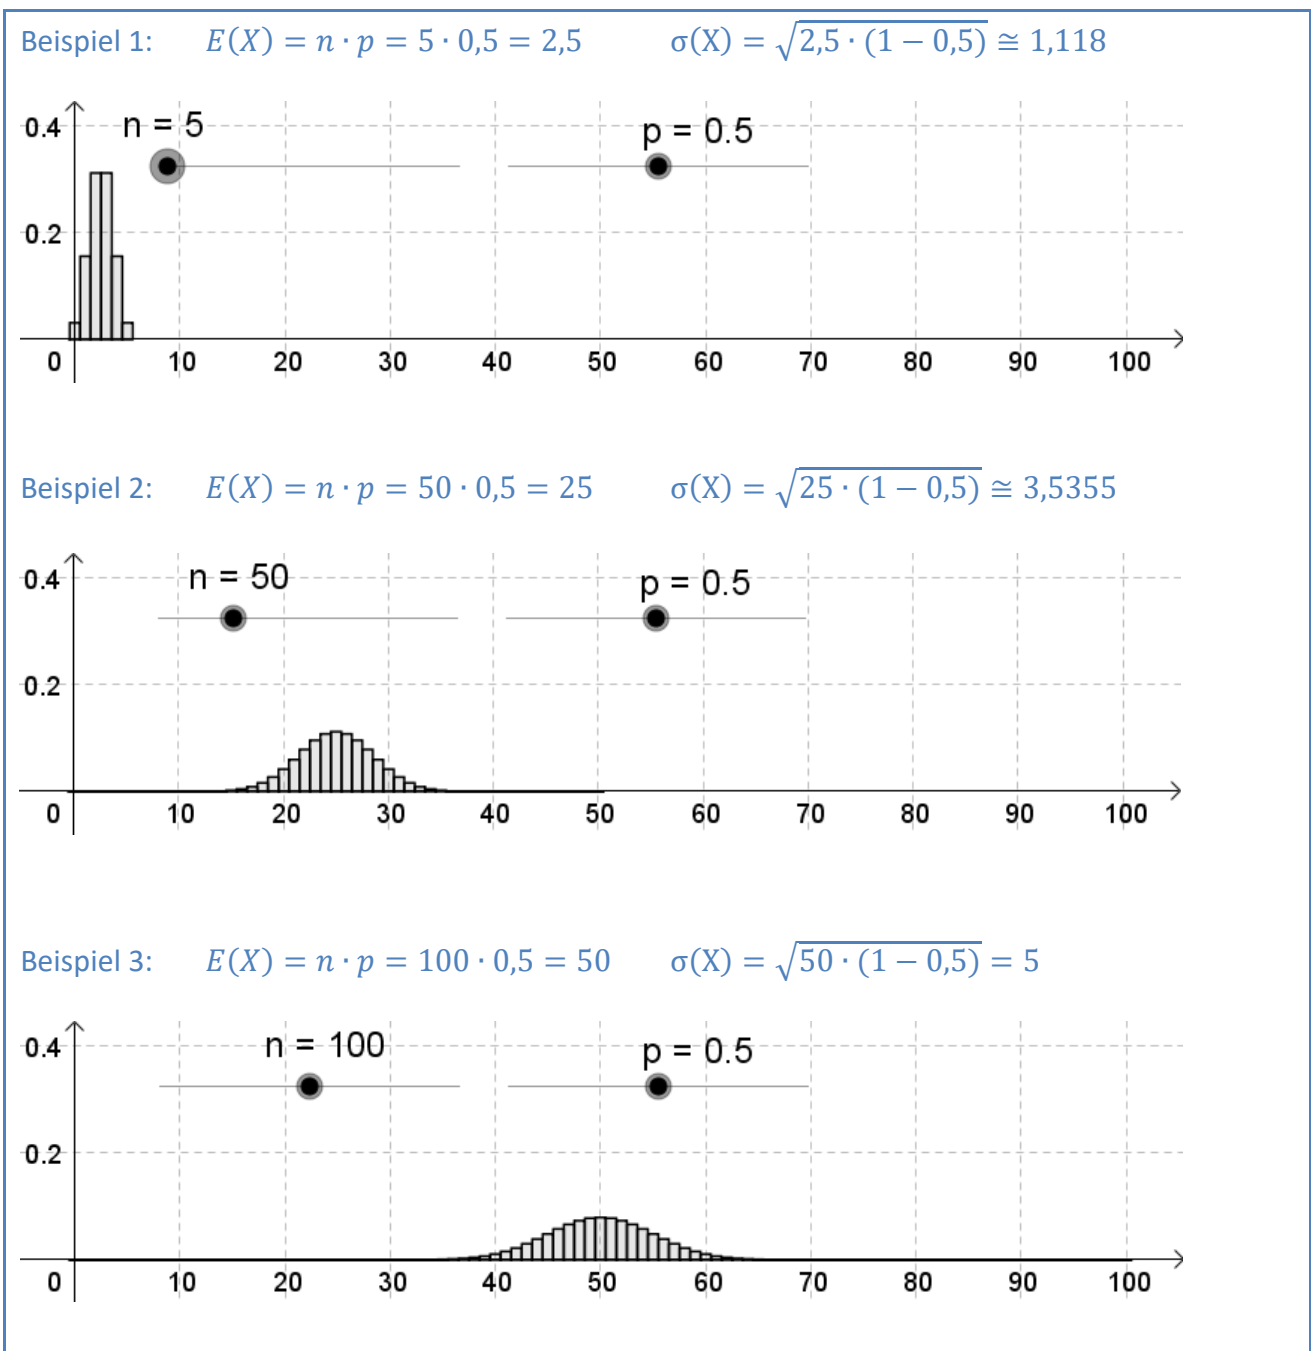 Beispiel 1: E(X) = n · p = 5 · 0,5 = 2,5 σ(X) = √2,5 · (1 − 0,5) ≅ 1,118
0.4
n = 5
p = 0.5
0.2
0 10 20 30 40 50 60 70 80 90 100
Beispiel 2: E(X) = n · p = 50 · 0,5 = 25 σ(X) = √25 · (1 − 0,5) ≅ 3,5355
0.4
n = 50
p = 0.5
0.2
0 10 20 30 40 50 60 70 80 90 100
Beispiel 3: E(X) = n · p = 100 · 0,5 = 50 σ(X) = √50 · (1 − 0,5) = 5
0.4
n = 100
p = 0.5
0.2
0 10 20 30 40 50 60 70 80 90 100